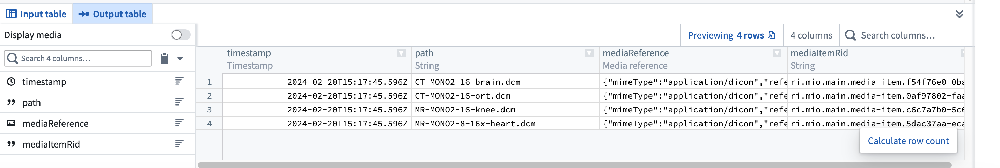 Input table
Output table
Display media
Previewing 4 rows
4 columns
Search columns...
Search 4 columns...
timestamp
path
mediaReference
mediaItemRid
timestamp
Timestamp
path
String
mediaReference
Media reference
mediaItemRid
String
1 2024-02-20T15:17:45.596Z CT-MONO2-16-brain.dcm {"mimeType":"application/dicom","refe ri.mio.main.media-item.f54f76e0-0ba
2 2024-02-20T15:17:45.596Z CT-MONO2-16-ort.dcm {"mimeType":"application/dicom","refe ri.mio.main.media-item.0af97802-faa
3 2024-02-20T15:17:45.596Z MR-MONO2-16-knee.dcm {"mimeType":"application/dicom","refe ri.mio.main.media-item.c6c7a7b0-5c6
4 2024-02-20T15:17:45.596Z MR-MONO2-8-16x-heart.dcm {"mimeType":"application/dicom","refe ri.mio.main.media-item.5dac37aa-eca
Calculate row count